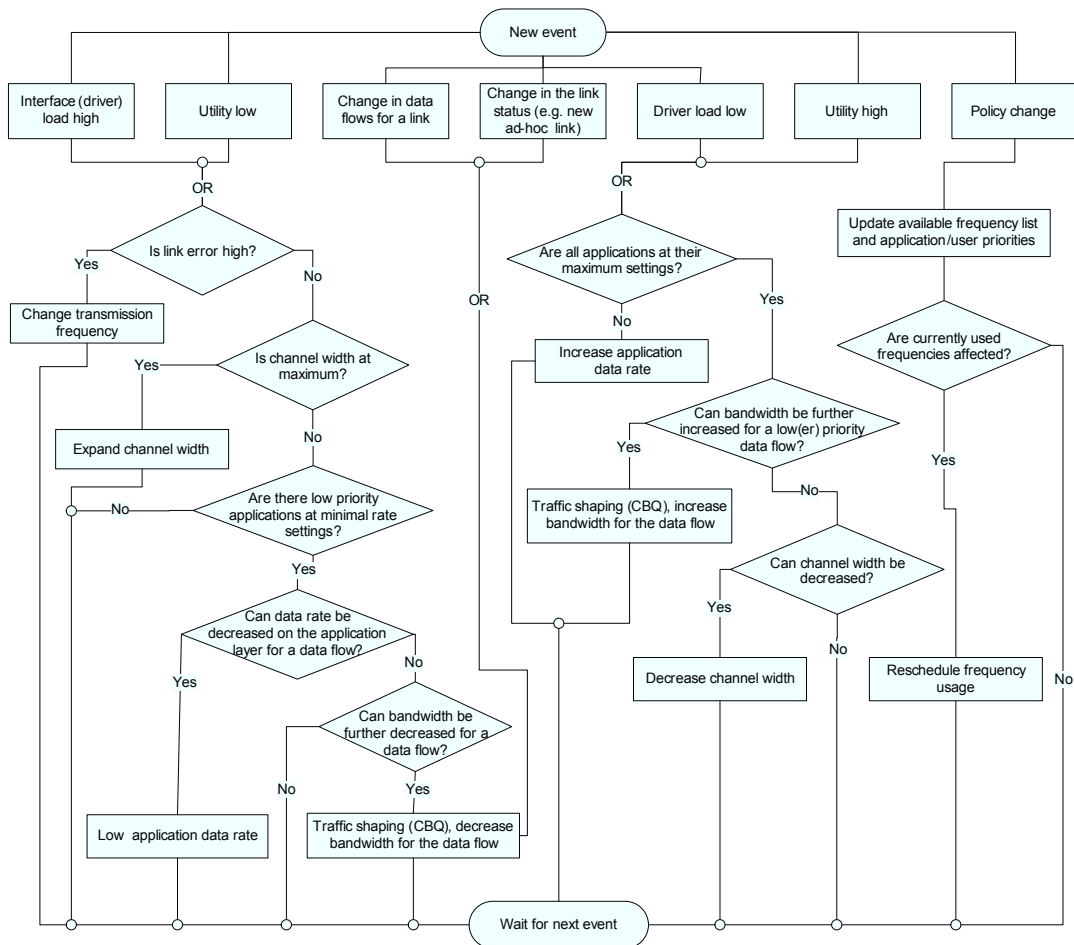 New event
Interface (driver)
load high
Utility low
Change in data
flows for a link
Change in the link
status (e.g. new
ad-hoc link)
Driver load low
Utility high
Policy change
OR
OR
OR
Is link error high?
Yes
No
Change transmission
frequency
Is channel width at
maximum?
Yes
No
Expand channel width
Are there low priority
applications at minimal rate
settings?
No
Yes
Can data rate be
decreased on the application
layer for a data flow?
Yes
No
Can bandwidth be
further decreased for a
data flow?
No
Yes
Low application data rate
Traffic shaping (CBQ), decrease
bandwidth for the data flow
Are all applications at their
maximum settings?
No
Yes
Increase application
data rate
Can bandwidth be further
increased for a low(er) priority
data flow?
Yes
No
Traffic shaping (CBQ), increase
bandwidth for the data flow
Can channel width be
decreased?
Yes
No
Decrease channel width
Update available frequency list
and application/user priorities
Are currently used
frequencies affected?
Yes
No
Reschedule frequency
usage
Wait for next event